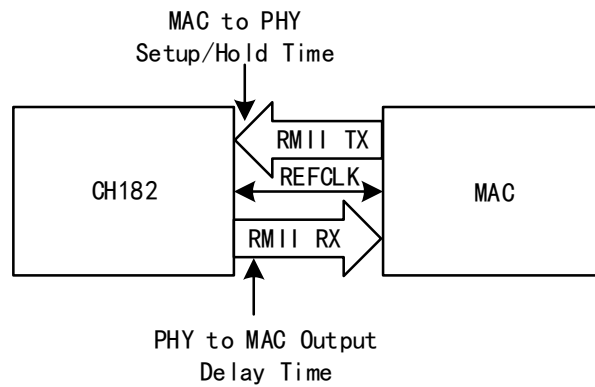 MAC to PHY
Setup/Hold Time
RMII TX
REFCLK
CH182
MAC
RMII RX
PHY to MAC Output
Delay Time